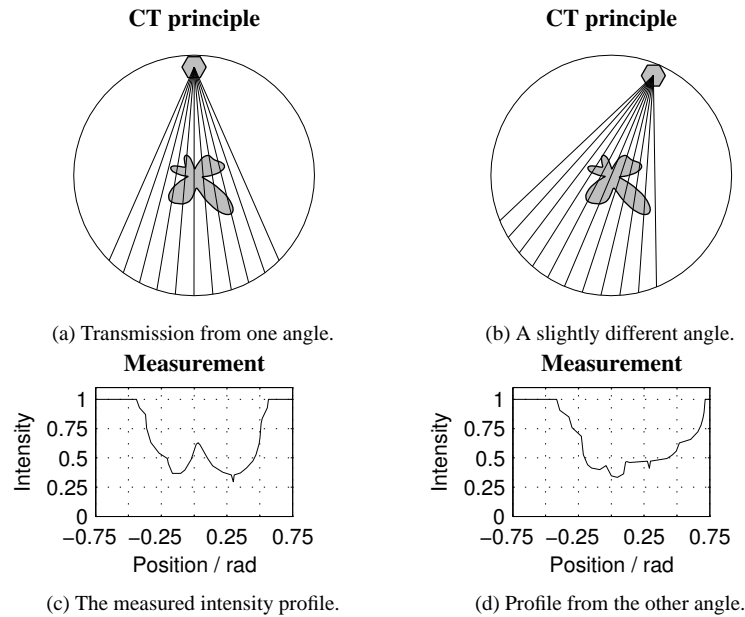 CT principle
CT principle
(a) Transmission from one angle.
(b) A slightly different angle.
Measurement
Measurement
1
0.75
0.5
0.25
0
Intensity
−0.75
−0.25
0.25
0.75
Position / rad
1
0.75
0.5
0.25
0
Intensity
−0.75
−0.25
0.25
0.75
Position / rad
(c) The measured intensity profile.
(d) Profile from the other angle.